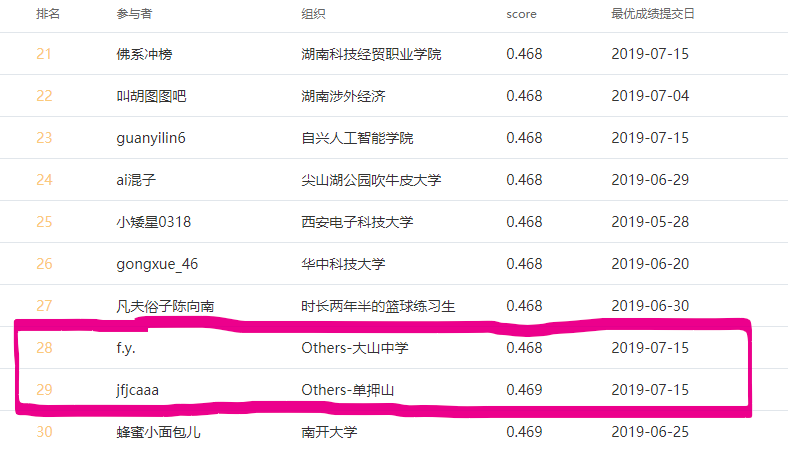 排名 参与者 组织 score 最优成绩提交日
21 佛系冲榜 湖南科技经贸职业学院 0.468 2019-07-15
22 叫胡图图吧 湖南涉外经济 0.468 2019-07-04
23 guanyilin6 自兴人工智能学院 0.468 2019-07-15
24 ai混子 尖山湖公园吹牛皮大学 0.468 2019-06-29
25 小矮星0318 西安电子科技大学 0.468 2019-05-28
26 gongxue_46 华中科技大学 0.468 2019-06-20
27 凡夫俗子陈向南 时长两年半的篮球练习生 0.468 2019-06-30
28 f.y. Others-大山中学 0.468 2019-07-15
29 jfjcaaa Others-单押山 0.469 2019-07-15
30 蜂蜜小面包儿 南开大学 0.469 2019-06-25